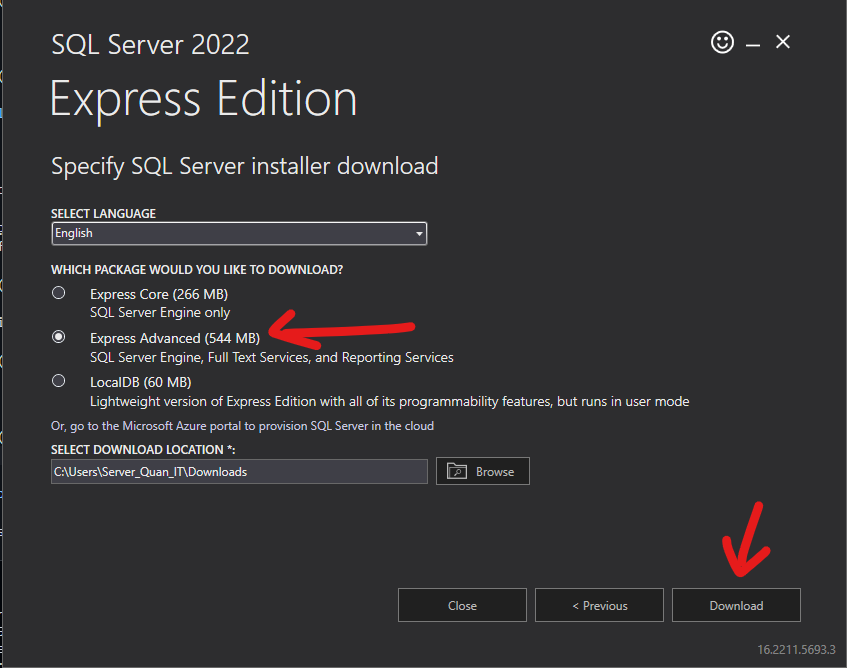 SQL Server 2022
Express Edition
Specify SQL Server installer download
SELECT LANGUAGE
English
WHICH PACKAGE WOULD YOU LIKE TO DOWNLOAD?
Express Core (266 MB)
SQL Server Engine only
Express Advanced (544 MB)
SQL Server Engine, Full Text Services, and Reporting Services
LocalDB (60 MB)
Lightweight version of Express Edition with all of its programmability features, but runs in user mode
Or, go to the Microsoft Azure portal to provision SQL Server in the cloud
SELECT DOWNLOAD LOCATION *:
C:\Users\Server_Quan_IT\Downloads
Browse
Close
< Previous
Download
16.2211.5693.3